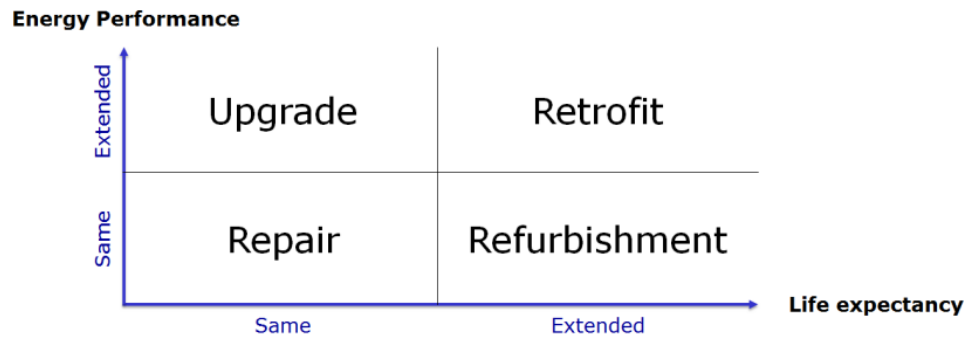 Energy Performance
Extended
Upgrade
Retrofit
Same
Repair
Refurbishment
Life expectancy
Same
Extended